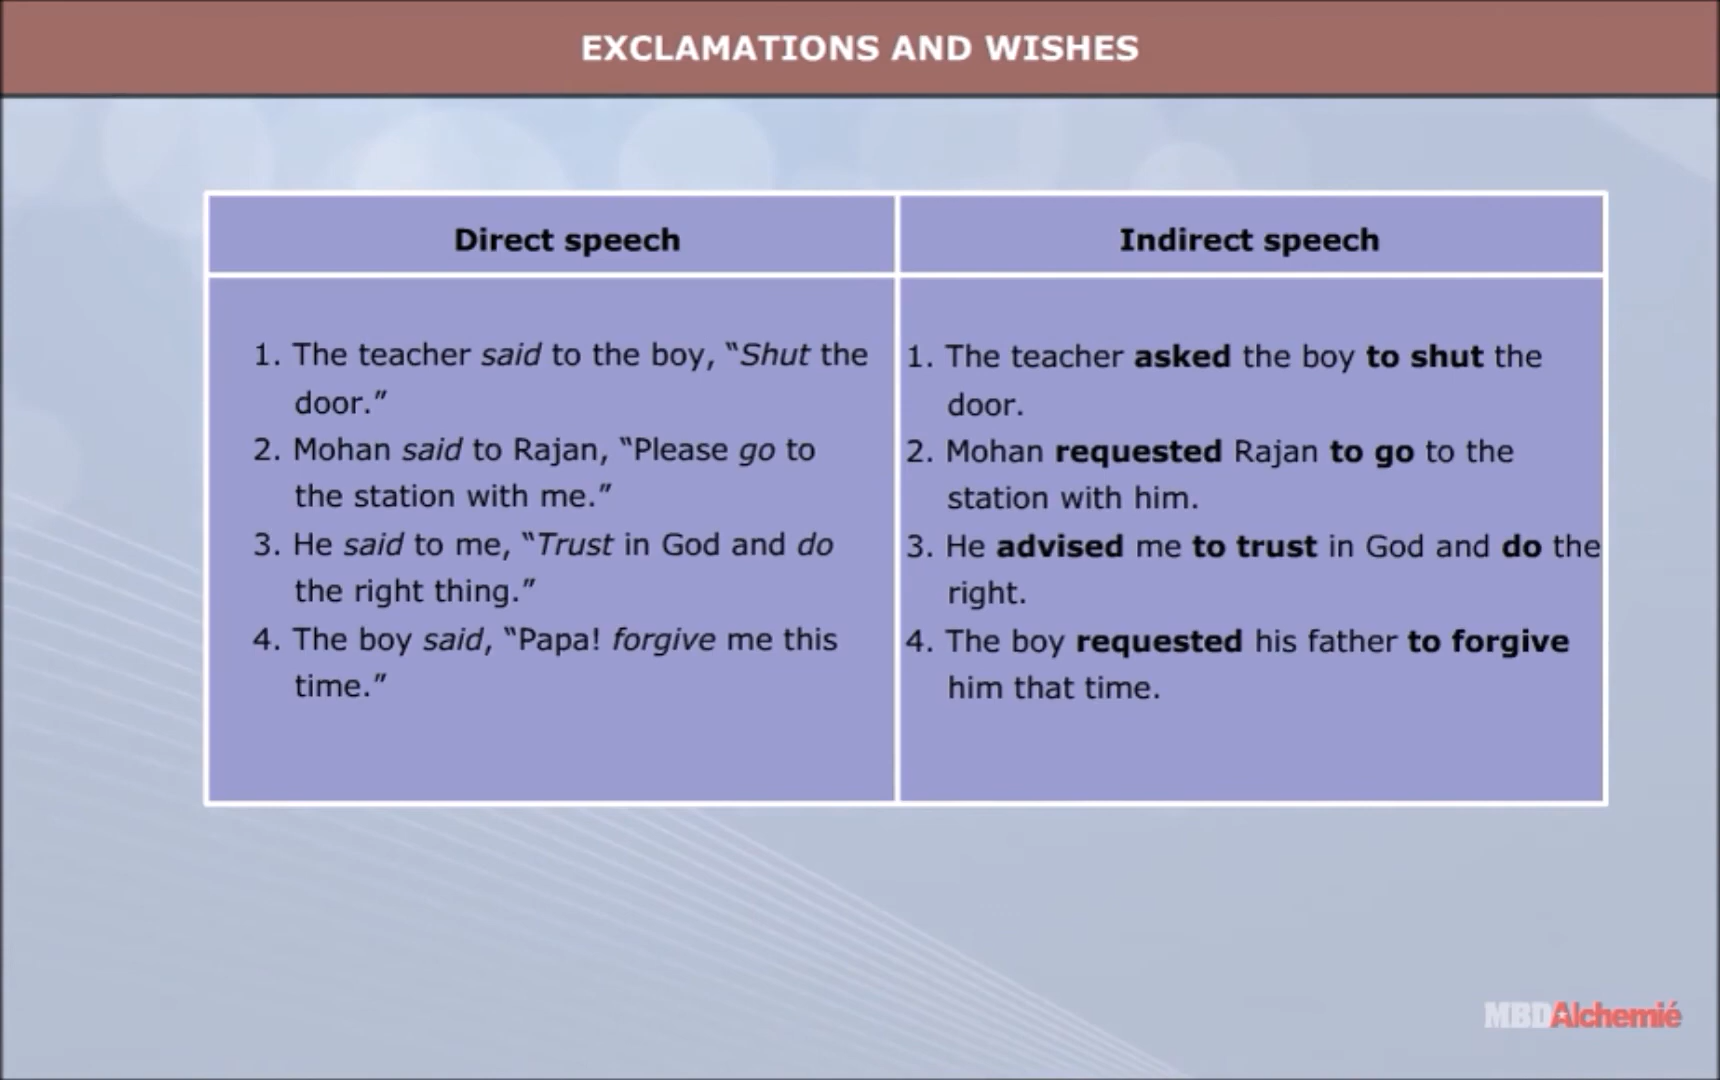 EXCLAMATIONS AND WISHES
Direct speech
Indirect speech
1. The teacher said to the boy, “Shut the
door.”
2. Mohan said to Rajan, “Please go to
the station with me.”
3. He said to me, “Trust in God and do
the right thing.”
4. The boy said, “Papa! forgive me this
time.”
1. The teacher asked the boy to shut the
door.
2. Mohan requested Rajan to go to the
station with him.
3. He advised me to trust in God and do the
right.
4. The boy requested his father to forgive
him that time.
MBDAlchemié